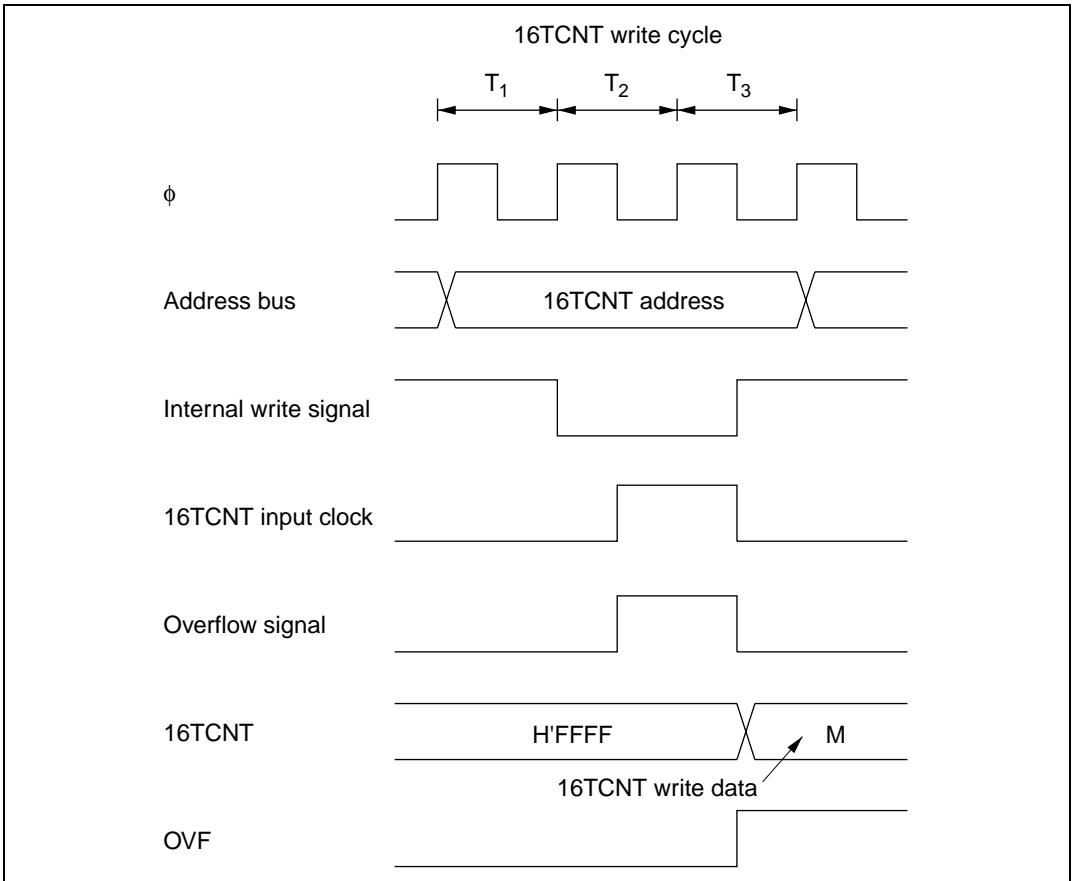 16TCNT write cycle
T1 T2 T3
φ
Address bus
16TCNT address
Internal write signal
16TCNT input clock
Overflow signal
16TCNT
H'FFFF
M
16TCNT write data
OVF